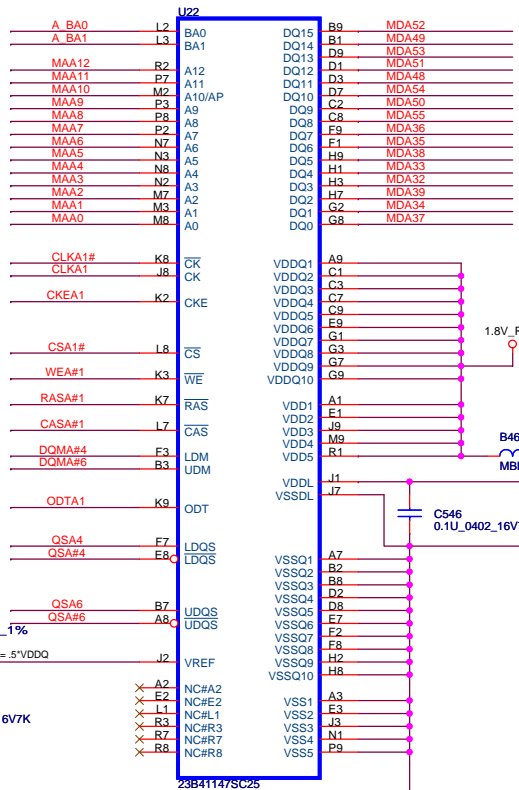 U22
A_BA0 L2 BA0 DQ15 B9 MDA52
A_BA1 L3 BA1 DQ14 B1 MDA49
DQ13 D9 MDA53
MAA12 R2 A12 DQ12 D1 MDA51
MAA11 P7 A11 DQ11 D3 MDA48
MAA10 M2 A10/AP DQ10 D7 MDA54
MAA9 P3 A9 DQ9 C2 MDA50
MAA8 P8 A8 DQ8 C8 MDA55
MAA7 P2 A7 DQ7 F9 MDA36
MAA6 N7 A6 DQ6 F1 MDA35
MAA5 N3 A5 DQ5 H9 MDA38
MAA4 N8 A4 DQ4 H1 MDA33
MAA3 N2 A3 DQ3 H3 MDA32
MAA2 M7 A2 DQ2 H7 MDA39
MAA1 M3 A1 DQ1 G2 MDA34
MAA0 M8 A0 DQ0 G8 MDA37
CLKA1# K8 CK VDDQ1 A9
CLKA1 J8 CK VDDQ2 C1
VDDQ3 C3
CKEA1 K2 CKE VDDQ4 C7
VDDQ5 C9
VDDQ6 E9
VDDQ7 G1
CSA1# L8 CS VDDQ8 G3
VDDQ9 G7
WEA#1 K3 WE VDDQ10 G9
1.8V_
RASA#1 K7 RAS VDD1 A1
VDD2 E1
CASA#1 L7 CAS VDD3 J9
VDD4 M9
DQMA#4 F3 LDM VDD5 R1
B46
DQMA#6 B3 UDM
MB
VDDL J1
VSSDL J7
ODTA1 K9 ODT
C546
0.1U_0402_16V
QSA4 F7 LDQS
QSA#4 E8 LDQS VSSQ1 A7
VSSQ2 B2
VSSQ3 B8
VSSQ4 D2
QSA6 B7 UDQS VSSQ5 D8
QSA#6 A8 UDQS VSSQ6 E7
_1%
VSSQ7 F2
VSSQ8 F8
= .5*VDDQ J2 VREF VSSQ9 H2
VSSQ10 H8
A2 NC#A2
E2 NC#E2 VSS1 A3
L1 NC#L1 VSS2 E3
6V7K
R3 NC#R3 VSS3 J3
R7 NC#R7 VSS4 N1
R8 NC#R8 VSS5 P9
23B41147SC25